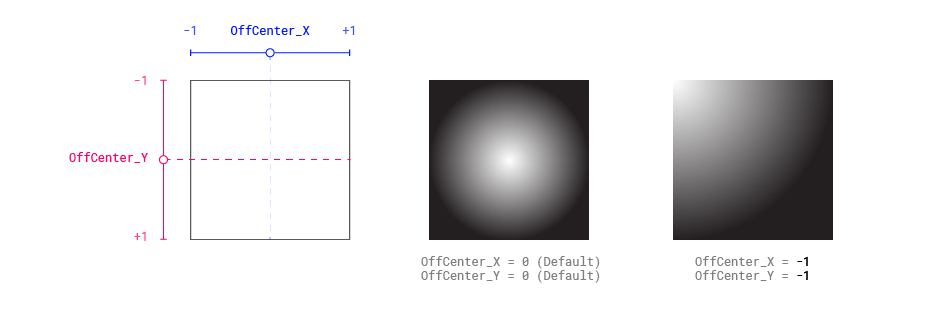 -1 OffCenter_X +1
-1
OffCenter_Y
+1
OffCenter_X = 0 (Default)
OffCenter_Y = 0 (Default)
OffCenter_X = -1
OffCenter_Y = -1